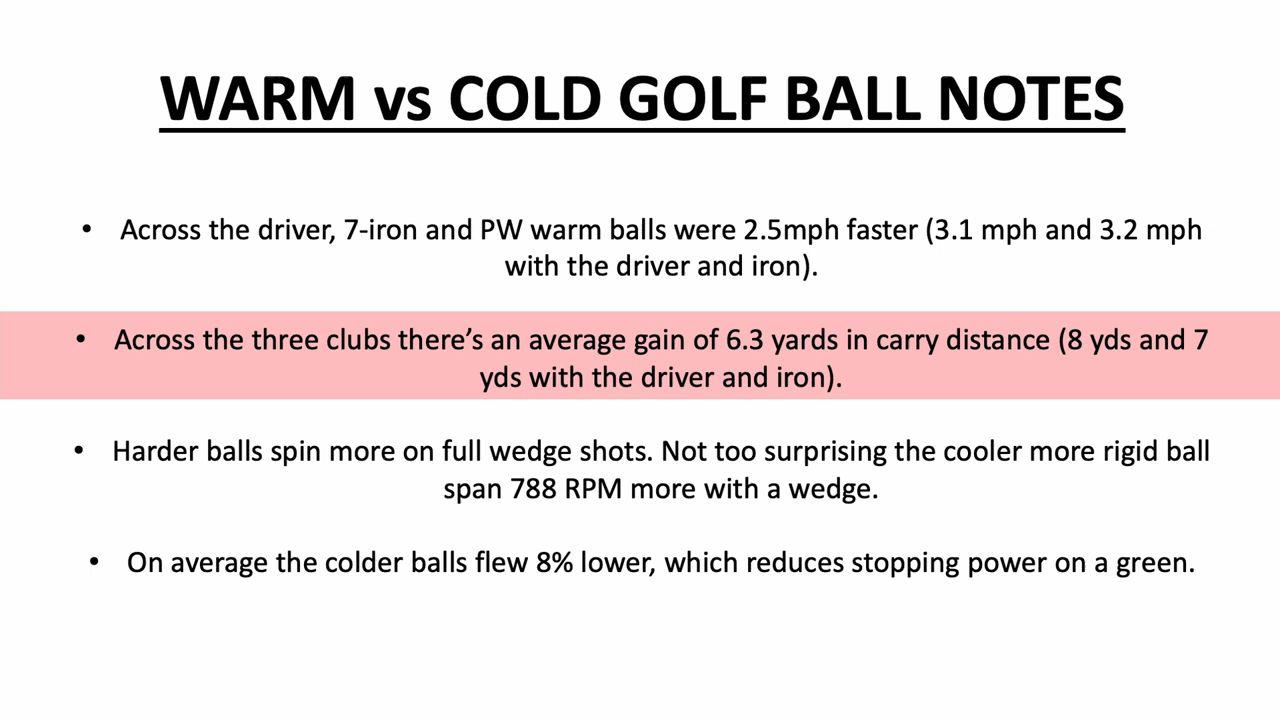 WARM vs COLD GOLF BALL NOTES
• Across the driver, 7-iron and PW warm balls were 2.5mph faster (3.1 mph and 3.2 mph
with the driver and iron).
• Across the three clubs there’s an average gain of 6.3 yards in carry distance (8 yds and 7
yds with the driver and iron).
• Harder balls spin more on full wedge shots. Not too surprising the cooler more rigid ball
span 788 RPM more with a wedge.
• On average the colder balls flew 8% lower, which reduces stopping power on a green.